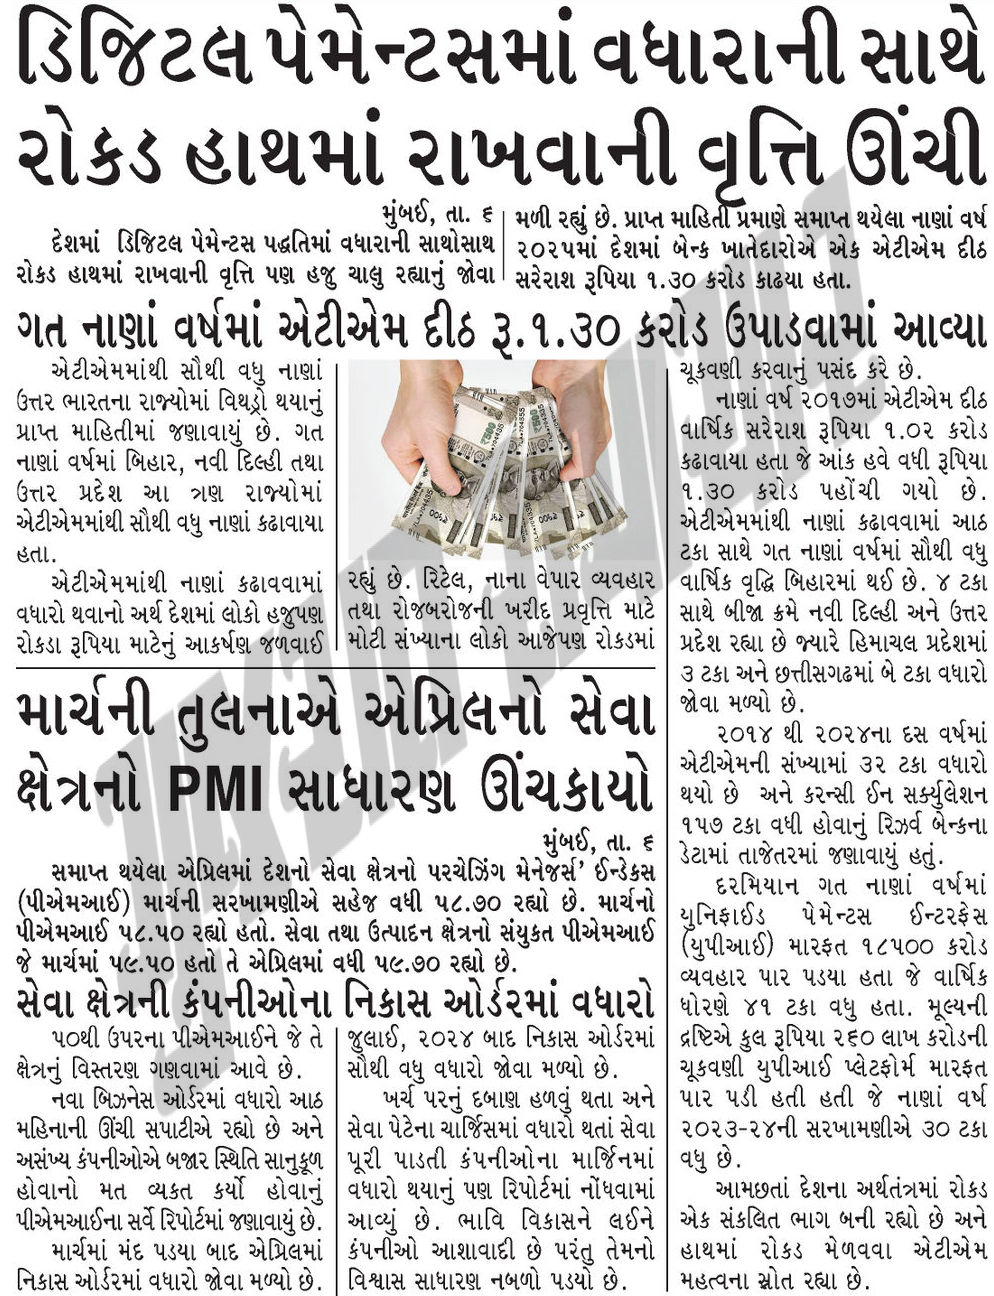 ડિજિટલ પેમેન્ટસમાં વધારાની સાથે
રોકડ હાથમાં રાખવાની વૃત્તિ ઊંચી
મુંબઈ, તા. ૬
દેશમાં ડિજિટલ પેમેન્ટસ પદ્ધતિમાં વધારાની સાથોસાથ
રોકડ હાથમાં રાખવાની વૃત્તિ પણ હજુ ચાલુ રહ્યાનું જોવા
મળી રહ્યું છે. પ્રાપ્ત માહિતી પ્રમાણે સમાપ્ત થયેલા નાણાં વર્ષ
૨૦૨૫માં દેશમાં બેન્ક ખાતેદારોએ એક એટીએમ દીઠ
સરેરાશ રૂપિયા ૧.૩૦ કરોડ કાઢયા હતા.
ગત નાણાં વર્ષમાં એટીએમ દીઠ રૂ.૧.૩૦ કરોડ ઉપાડવામાં આવ્યા
એટીએમમાંથી સૌથી વધુ નાણાં
ઉત્તર ભારતના રાજ્યોમાં વિથડ્રો થયાનું
પ્રાપ્ત માહિતીમાં જણાવાયું છે. ગત
નાણાં વર્ષમાં બિહાર, નવી દિલ્હી તથા
ઉત્તર પ્રદેશ આ ત્રણ રાજ્યોમાં
એટીએમમાંથી સૌથી વધુ નાણાં કઢાવાયા
હતા.
એટીએમમાંથી નાણાં કઢાવવામાં
વધારો થવાનો અર્થ દેશમાં લોકો હજુપણ
રોકડા રૂપિયા માટેનું આકર્ષણ જળવાઈ
રહ્યું છે. રિટેલ, નાના વેપાર વ્યવહાર
તથા રોજબરોજની ખરીદ પ્રવૃત્તિ માટે
મોટી સંખ્યાના લોકો આજેપણ રોકડમાં
ચૂકવણી કરવાનું પસંદ કરે છે.
નાણાં વર્ષ ૨૦૧૭માં એટીએમ દીઠ
વાર્ષિક સરેરાશ રૂપિયા ૧.૦૨ કરોડ
કઢાવાયા હતા જે આંક હવે વધી રૂપિયા
૧.૩૦ કરોડ પહોંચી ગયો છે.
એટીએમમાંથી નાણાં કઢાવવામાં આઠ
ટકા સાથે ગત નાણાં વર્ષમાં સૌથી વધુ
વાર્ષિક વૃદ્ધિ બિહારમાં થઈ છે. ૪ ટકા
સાથે બીજા ક્રમે નવી દિલ્હી અને ઉત્તર
પ્રદેશ રહ્યા છે જ્યારે હિમાચલ પ્રદેશમાં
૩ ટકા અને છત્તીસગઢમાં બે ટકા વધારો
જોવા મળ્યો છે.
૨૦૧૪ થી ૨૦૨૪ના દસ વર્ષમાં
એટીએમની સંખ્યામાં ૩૨ ટકા વધારો
થયો છે અને કરન્સી ઈન સર્ક્યુલેશન
૧૫૭ ટકા વધી હોવાનું રિઝર્વ બેન્કના
ડેટામાં તાજેતરમાં જણાવાયું હતું.
દરમિયાન ગત નાણાં વર્ષમાં
યુનિફાઈડ પેમેન્ટસ ઈન્ટરફેસ
(યુપીઆઈ) મારફત ૧૮૫૦૦ કરોડ
વ્યવહાર પાર પડયા હતા જે વાર્ષિક
ધોરણે ૪૧ ટકા વધુ હતા. મૂલ્યની
દ્રષ્ટિએ કુલ રૂપિયા ૨૬૦ લાખ કરોડની
ચૂકવણી યુપીઆઈ પ્લેટફોર્મ મારફત
પાર પડી હતી હતી જે નાણાં વર્ષ
૨૦૨૩-૨૪ની સરખામણીએ ૩૦ ટકા
વધુ છે.
આમછતાં દેશના અર્થતંત્રમાં રોકડ
એક સંકલિત ભાગ બની રહ્યો છે અને
હાથમાં રોકડ મેળવવા એટીએમ
મહત્વના સ્રોત રહ્યા છે.
માર્ચની તુલનાએ એપ્રિલનો સેવા
ક્ષેત્રનો PMI સાધારણ ઊંચકાયો
મુંબઈ, તા. ૬
સમાપ્ત થયેલા એપ્રિલમાં દેશનો સેવા ક્ષેત્રનો પરચેઝિંગ મેનેજર્સ' ઈન્ડેકસ
(પીએમઆઈ) માર્ચની સરખામણીએ સહેજ વધી ૫૮.૭૦ રહ્યો છે. માર્ચનો
પીએમઆઈ ૫૮.૫૦ રહ્યો હતો. સેવા તથા ઉત્પાદન ક્ષેત્રનો સંયુકત પીએમઆઈ
જે માર્ચમાં ૫૯.૫૦ હતો તે એપ્રિલમાં વધી ૫૯.૭૦ રહ્યો છે.
સેવા ક્ષેત્રની કંપનીઓના નિકાસ ઓર્ડરમાં વધારો
૫૦થી ઉપરના પીએમઆઈને જે તે
ક્ષેત્રનું વિસ્તરણ ગણવામાં આવે છે.
નવા બિઝનેસ ઓર્ડરમાં વધારો આઠ
મહિનાની ઊંચી સપાટીએ રહ્યો છે અને
અસંખ્ય કંપનીઓએ બજાર સ્થિતિ સાનુકૂળ
હોવાનો મત વ્યકત કર્યો હોવાનું
પીએમઆઈના સર્વે રિપોર્ટમાં જણાવાયું છે.
માર્ચમાં મંદ પડયા બાદ એપ્રિલમાં
નિકાસ ઓર્ડરમાં વધારો જોવા મળ્યો છે.
જુલાઈ, ૨૦૨૪ બાદ નિકાસ ઓર્ડરમાં
સૌથી વધુ વધારો જોવા મળ્યો છે.
ખર્ચ પરનું દબાણ હળવું થતા અને
સેવા પેટેના ચાર્જિસમાં વધારો થતાં સેવા
પૂરી પાડતી કંપનીઓના માર્જિનમાં
વધારો થયાનું પણ રિપોર્ટમાં નોંધવામાં
આવ્યું છે. ભાવિ વિકાસને લઈને
કંપનીઓ આશાવાદી છે પરંતુ તેમનો
વિશ્વાસ સાધારણ નબળો પડયો છે.